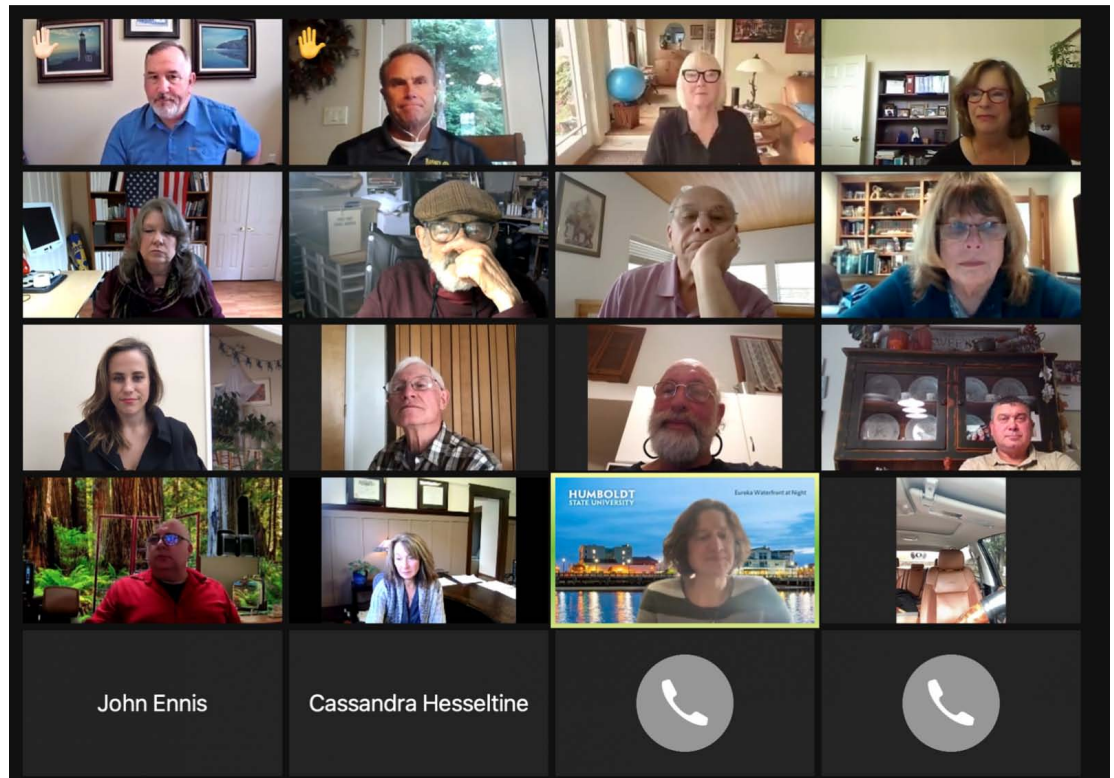 HUMBOLDT
STATE UNIVERSITY
Eureka Waterfront at Night
John Ennis
Cassandra Hesseltine